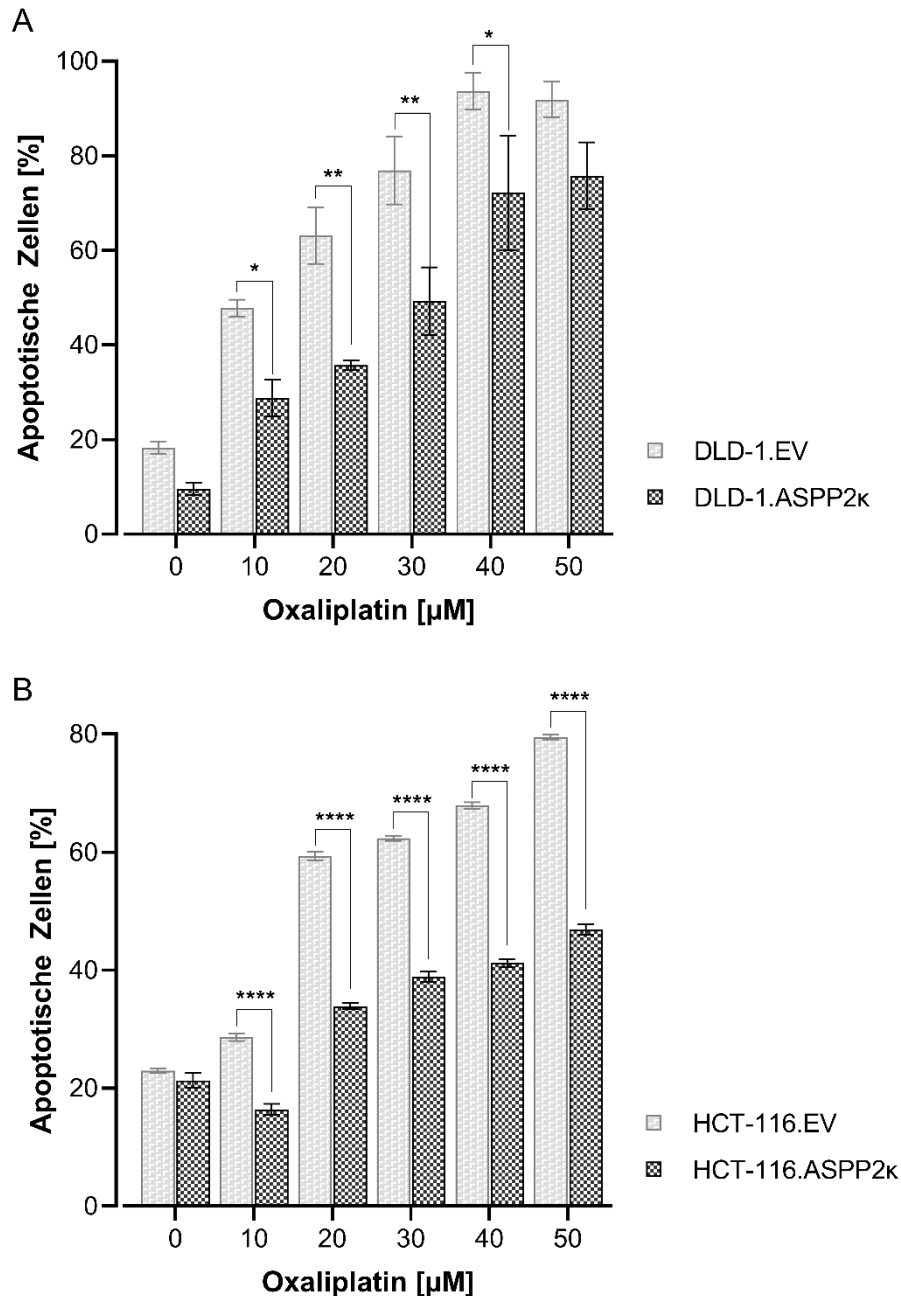 A
Apoptotische Zellen [%]
100
80
60
40
20
0
*
**
**
*
0 10 20 30 40 50
Oxaliplatin [µM]
DLD-1.EV
DLD-1.ASPP2κ
B
Apoptotische Zellen [%]
80
60
40
20
0
****
****
****
****
****
0 10 20 30 40 50
Oxaliplatin [µM]
HCT-116.EV
HCT-116.ASPP2κ